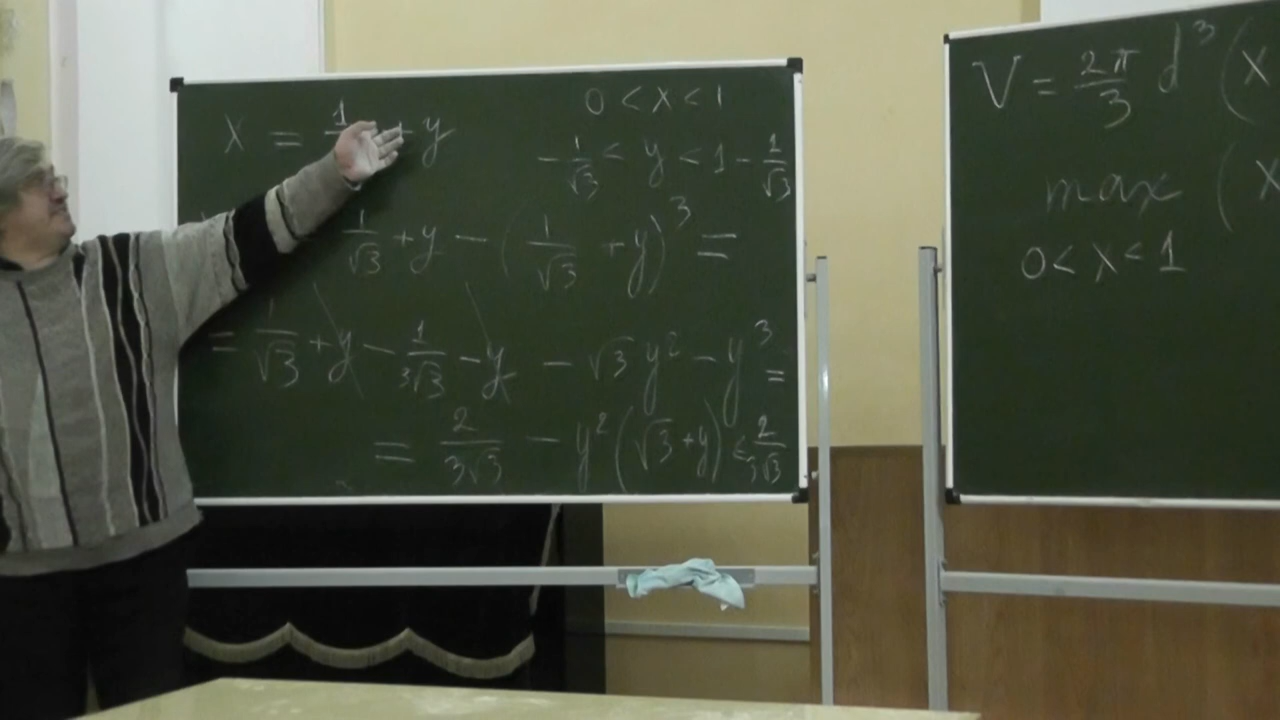 X = 1 + y
0 < x < 1
-1/√3 < y < 1 - 1/√3
1/√3 + y - (1/√3 + y)³ =
= 1/√3 + y - 1/3√3 - y - √3 y² - y³ =
= 2/3√3 - y² (√3 + y) ≤ 2/3√3
V = 2π/3 d³ (x
max (x
0 < x < 1